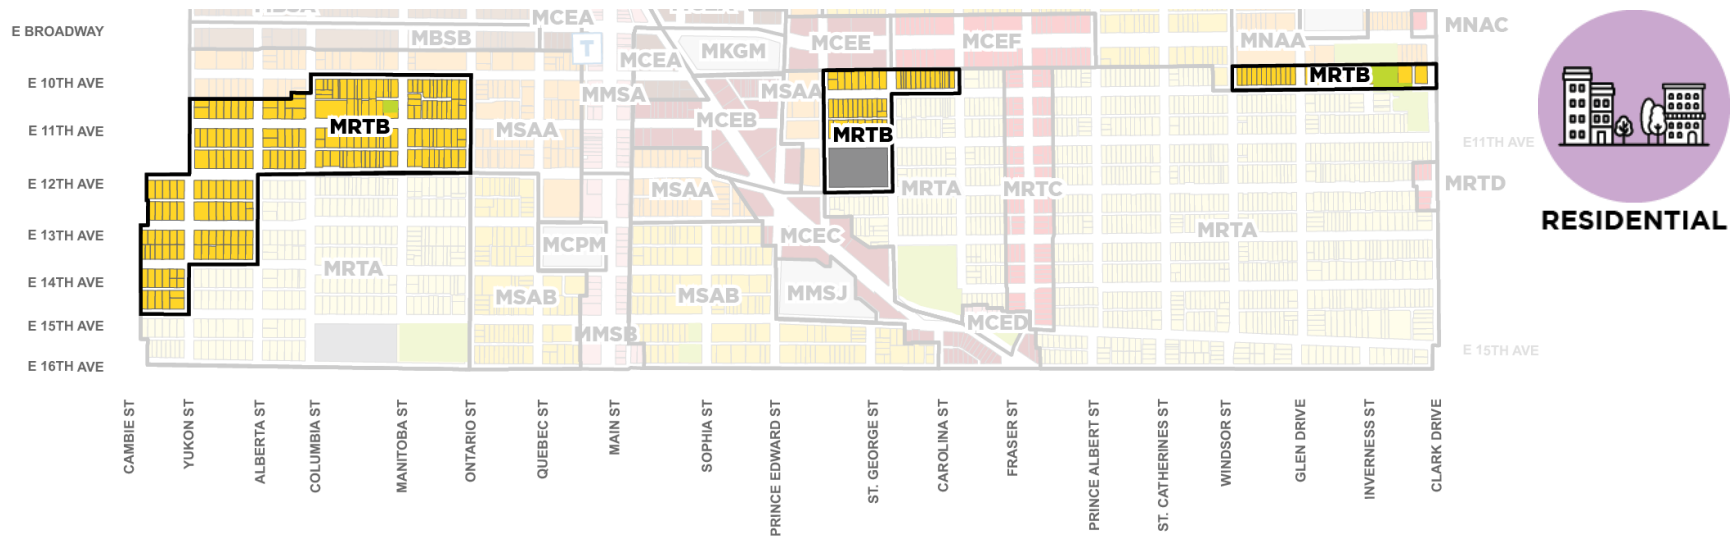 MCEA
MNAC
E BROADWAY
MBSB
MCEE
MCEF
MNAA
T
MKGM
MCEA
E 10TH AVE
MRTB
MMSA
MSAA
MCEB
E 11TH AVE
MRTB
MSAA
MRTB
E11TH AVE
E 12TH AVE
MSAA
MRTA
MRTC
MRTD
RESIDENTIAL
E 13TH AVE
MCPM
MCEC
MRTA
MRTA
E 14TH AVE
MSAB
MSAB
MMSJ
E 15TH AVE
MMSB
MCED
E 15TH AVE
E 16TH AVE
CAMBIE ST
YUKON ST
ALBERTA ST
COLUMBIA ST
MANITOBA ST
ONTARIO ST
QUEBEC ST
MAIN ST
SOPHIA ST
PRINCE EDWARD ST
ST. GEORGE ST
CAROLINA ST
FRASER ST
PRINCE ALBERT ST
ST. CATHERINES ST
WINDSOR ST
GLEN DRIVE
INVERNESS ST
CLARK DRIVE